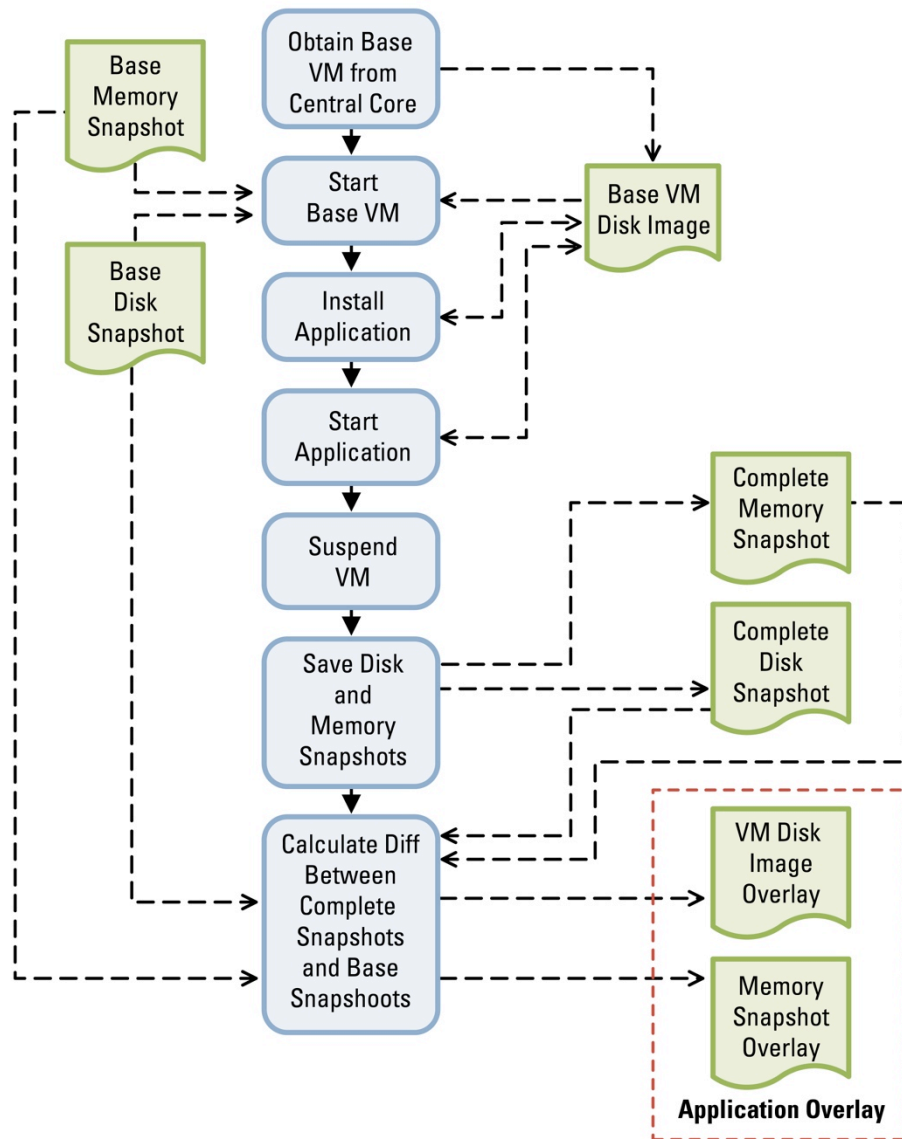 Obtain Base
VM from
Central Core
Base
Memory
Snapshot
Start
Base VM
Base VM
Disk Image
Base
Disk
Snapshot
Install
Application
Start
Application
Complete
Memory
Snapshot
Suspend
VM
Complete
Disk
Snapshot
Save Disk
and
Memory
Snapshots
Calculate Diff
Between
Complete
Snapshots
and Base
Snapshoots
VM Disk
Image
Overlay
Memory
Snapshot
Overlay
Application Overlay